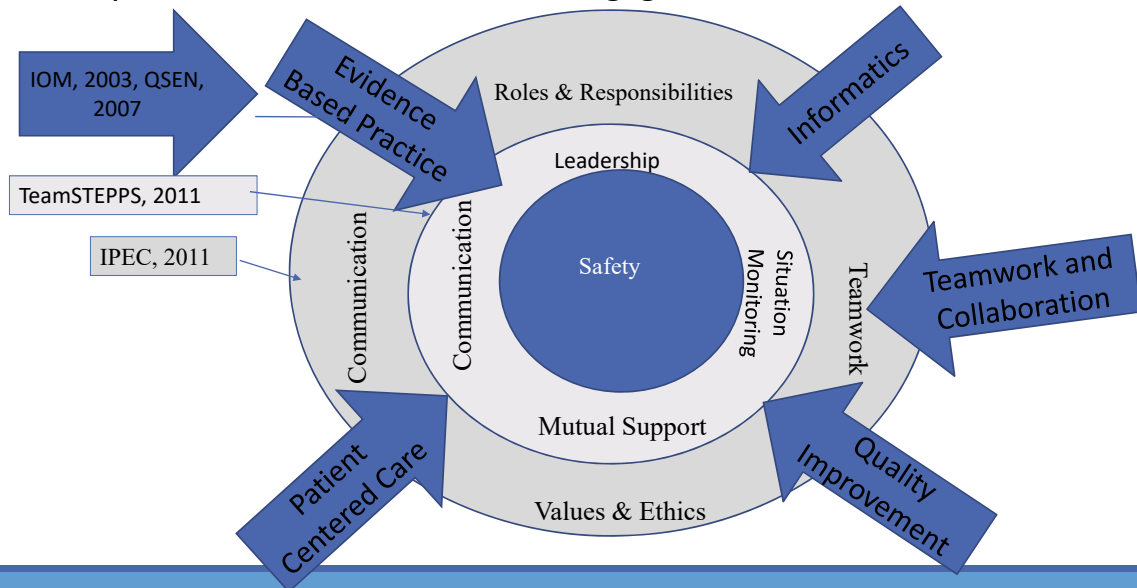 IOM, 2003, QSEN,
2007
Evidence
Based Practice
Roles & Responsibilities
Informatics
Leadership
TeamSTEPPS, 2011
IPEC, 2011
Communication
Communication
Safety
Situation
Monitoring
Teamwork
Teamwork and
Collaboration
Mutual Support
Patient
Centered Care
Values & Ethics
Quality
Improvement